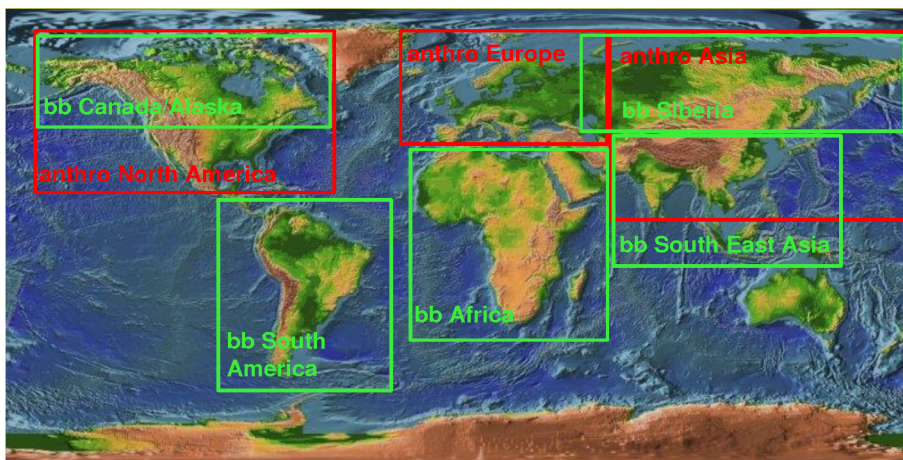 anthro Europe
anthro Asia
bb Canada Alaska
bb Siberia
anthro North America
bb South East Asia
bb Africa
bb South
America